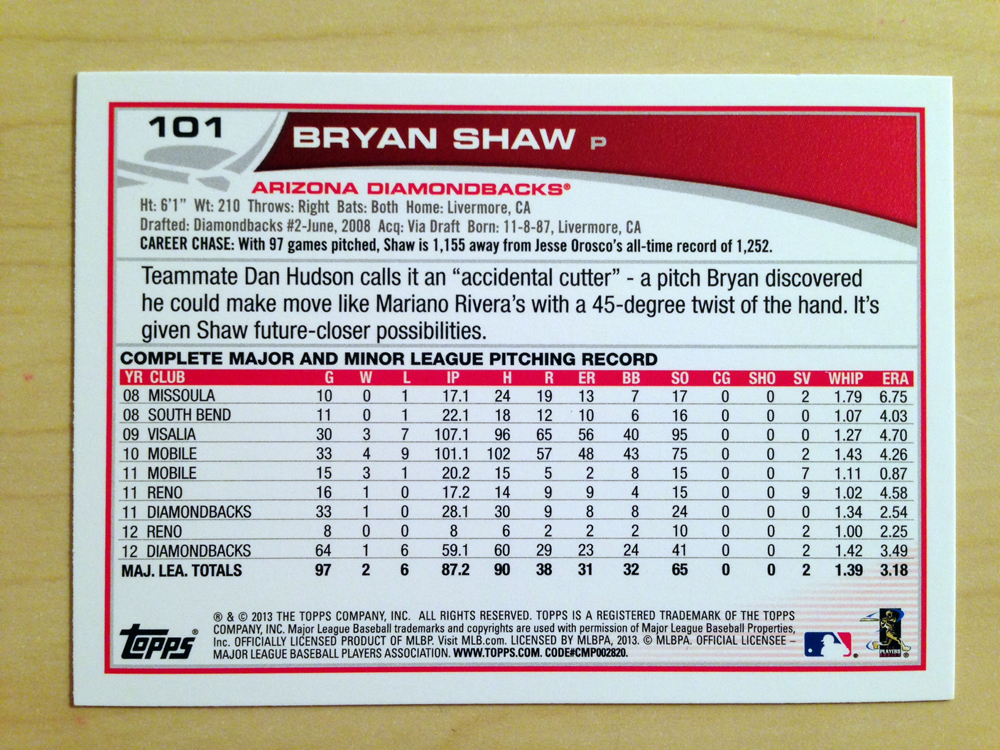 101
BRYAN SHAW P
ARIZONA DIAMONDBACKS®
Ht: 6'1" Wt: 210 Throws: Right Bats: Both Home: Livermore, CA
Drafted: Diamondbacks #2-June, 2008 Acq: Via Draft Born: 11-8-87, Livermore, CA
CAREER CHASE: With 97 games pitched, Shaw is 1,155 away from Jesse Orosco's all-time record of 1,252.
Teammate Dan Hudson calls it an “accidental cutter” - a pitch Bryan discovered
he could make move like Mariano Rivera's with a 45-degree twist of the hand. It's
given Shaw future-closer possibilities.
COMPLETE MAJOR AND MINOR LEAGUE PITCHING RECORD
YR CLUB G W L IP H R ER BB SO CG SHO SV WHIP ERA
08 MISSOULA 10 0 1 17.1 24 19 13 7 17 0 0 2 1.79 6.75
08 SOUTH BEND 11 0 1 22.1 18 12 10 6 16 0 0 0 1.07 4.03
09 VISALIA 30 3 7 107.1 96 65 56 40 95 0 0 0 1.27 4.70
10 MOBILE 33 4 9 101.1 102 57 48 43 75 0 0 2 1.43 4.26
11 MOBILE 15 3 1 20.2 15 5 2 8 15 0 0 7 1.11 0.87
11 RENO 16 1 0 17.2 14 9 9 4 15 0 0 9 1.02 4.58
11 DIAMONDBACKS 33 1 0 28.1 30 9 8 8 24 0 0 0 1.34 2.54
12 RENO 8 0 0 8 6 2 2 2 10 0 0 2 1.00 2.25
12 DIAMONDBACKS 64 1 6 59.1 60 29 23 24 41 0 0 2 1.42 3.49
MAJ. LEA. TOTALS 97 2 6 87.2 90 38 31 32 65 0 0 2 1.39 3.18
® & © 2013 THE TOPPS COMPANY, INC. ALL RIGHTS RESERVED. TOPPS IS A REGISTERED TRADEMARK OF THE TOPPS
COMPANY, INC. Major League Baseball trademarks and copyrights are used with permission of Major League Baseball Properties,
Inc. OFFICIALLY LICENSED PRODUCT OF MLBP. Visit MLB.com. LICENSED BY MLBPA, 2013. © MLBPA. OFFICIAL LICENSEE –
MAJOR LEAGUE BASEBALL PLAYERS ASSOCIATION. WWW.TOPPS.COM. CODE#CMP002820.
topps®
PLAYERS